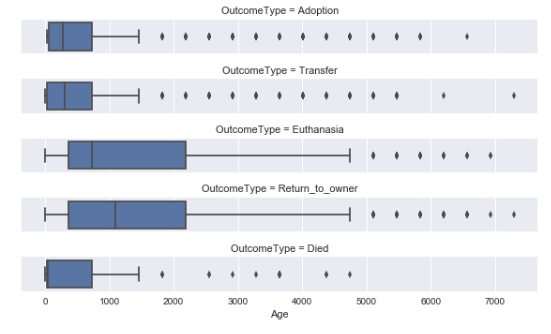 OutcomeType = Adoption
OutcomeType = Transfer
OutcomeType = Euthanasia
OutcomeType = Return_to_owner
OutcomeType = Died
0 1000 2000 3000 4000 5000 6000 7000
Age